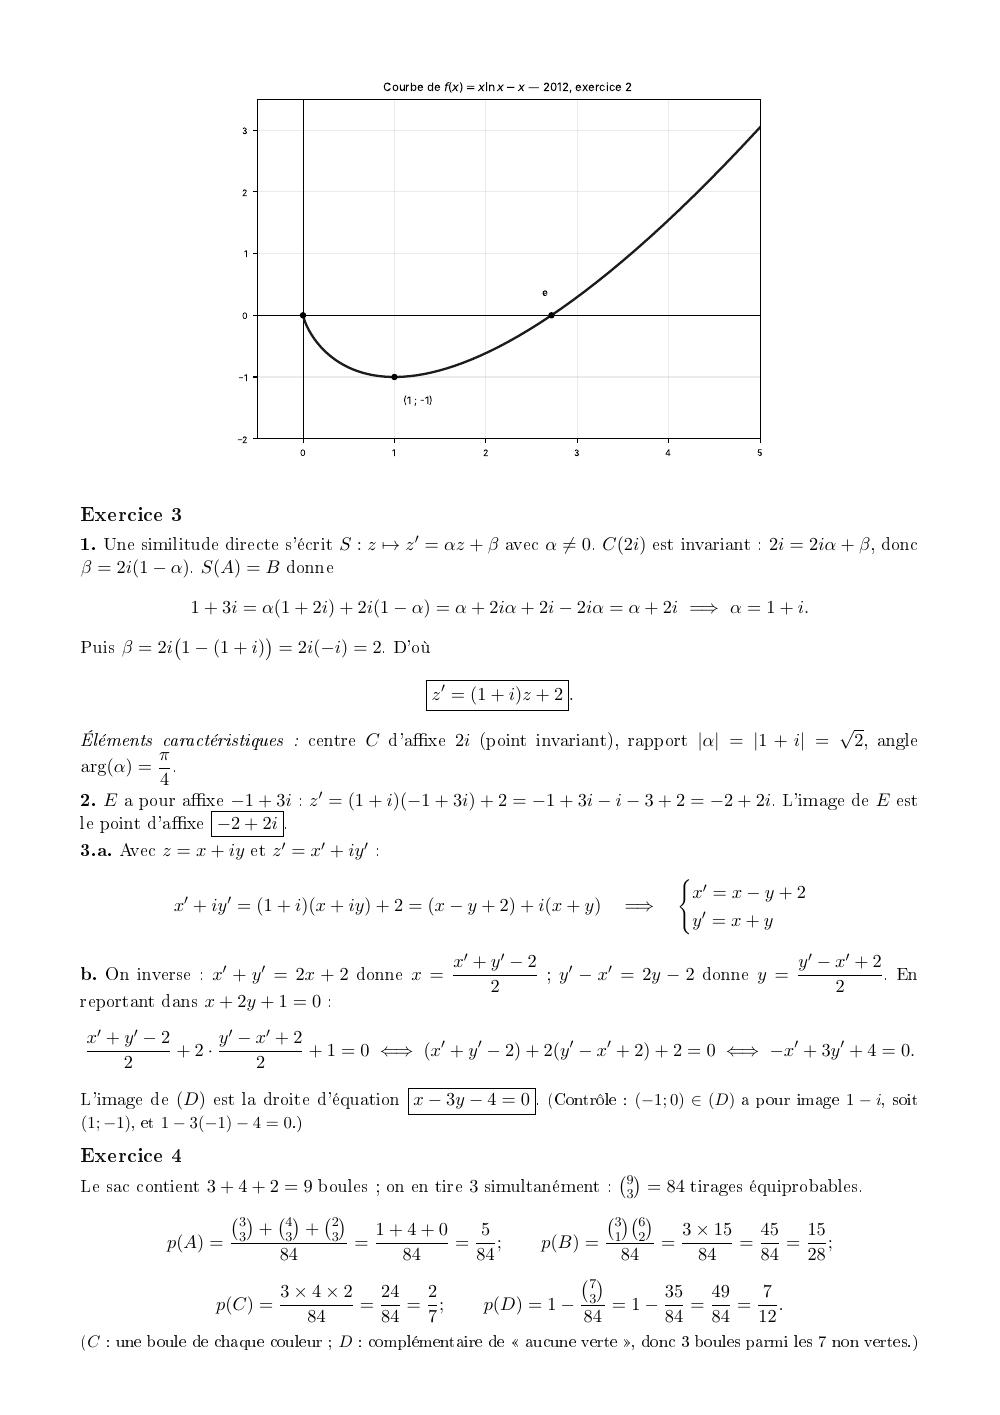 Courbe de f(x) = x ln x − x — 2012, exercice 2
3
2
1
0
−1
−2
e
(1 ; -1)
0 1 2 3 4 5
Exercice 3
1. Une similitude directe s'écrit S : z ↦ z′ = αz + β avec α ≠ 0. C(2i) est invariant : 2i = 2iα + β, donc
β = 2i(1 − α). S(A) = B donne
1 + 3i = α(1 + 2i) + 2i(1 − α) = α + 2iα + 2i − 2iα = α + 2i ⟹ α = 1 + i.
Puis β = 2i(1 − (1 + i)) = 2i(−i) = 2. D'où
z′ = (1 + i)z + 2.
Éléments caractéristiques : centre C d'affixe 2i (point invariant), rapport |α| = |1 + i| = √2, angle
arg(α) = π/4.
2. E a pour affixe −1 + 3i : z′ = (1 + i)(−1 + 3i) + 2 = −1 + 3i − i − 3 + 2 = −2 + 2i. L'image de E est
le point d'affixe −2 + 2i.
3.a. Avec z = x + iy et z′ = x′ + iy′ :
x′ + iy′ = (1 + i)(x + iy) + 2 = (x − y + 2) + i(x + y) ⟹ { x′ = x − y + 2
y′ = x + y
b. On inverse : x′ + y′ = 2x + 2 donne x = (x′ + y′ − 2)/2 ; y′ − x′ = 2y − 2 donne y = (y′ − x′ + 2)/2. En
reportant dans x + 2y + 1 = 0 :
(x′ + y′ − 2)/2 + 2 · (y′ − x′ + 2)/2 + 1 = 0 ⟺ (x′ + y′ − 2) + 2(y′ − x′ + 2) + 2 = 0 ⟺ −x′ + 3y′ + 4 = 0.
L'image de (D) est la droite d'équation x − 3y − 4 = 0. (Contrôle : (−1; 0) ∈ (D) a pour image 1 − i, soit
(1; −1), et 1 − 3(−1) − 4 = 0.)
Exercice 4
Le sac contient 3 + 4 + 2 = 9 boules ; on en tire 3 simultanément : (9 3) = 84 tirages équiprobables.
p(A) = ((3 3) + (4 3) + (2 3))/84 = (1 + 4 + 0)/84 = 5/84; p(B) = ((3 1)(6 2))/84 = (3 × 15)/84 = 45/84 = 15/28;
p(C) = (3 × 4 × 2)/84 = 24/84 = 2/7; p(D) = 1 − (7 3)/84 = 1 − 35/84 = 49/84 = 7/12.
(C : une boule de chaque couleur ; D : complémentaire de « aucune verte », donc 3 boules parmi les 7 non vertes.)